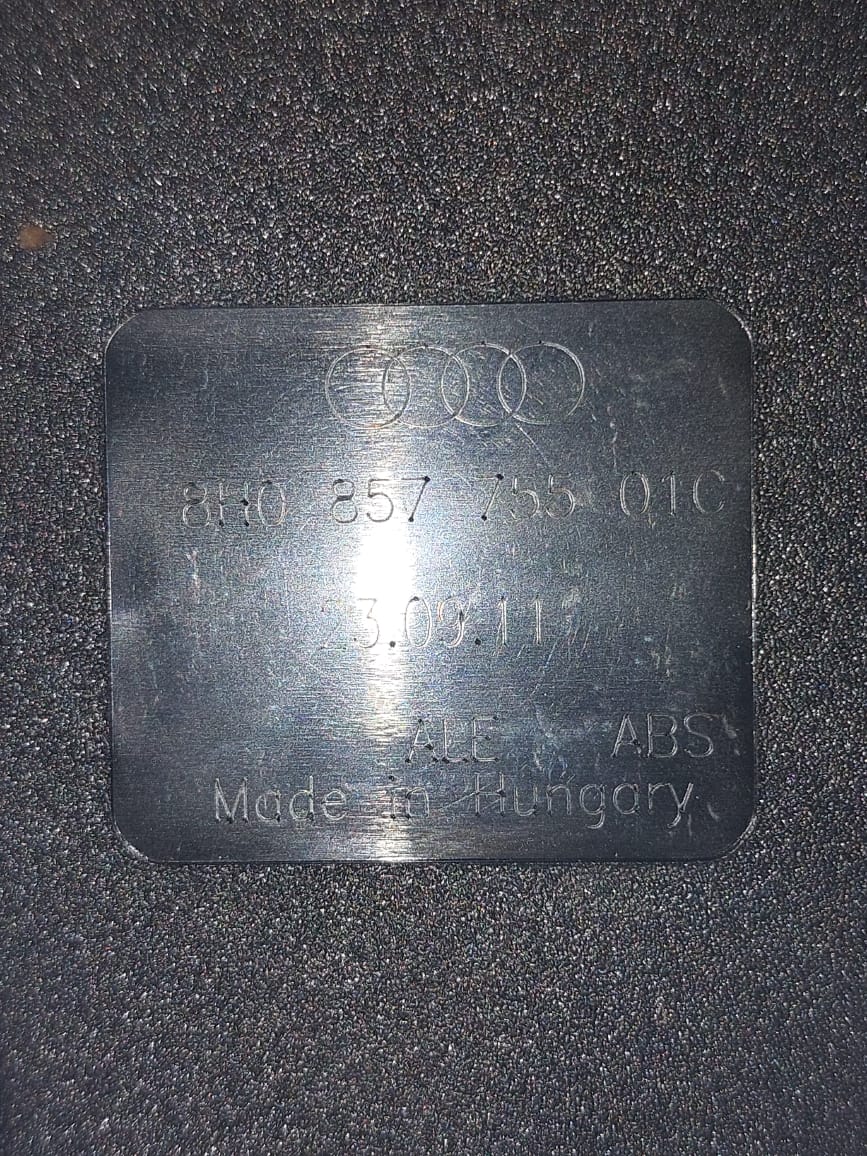 8H0 857 755 01C
23.09.11
ALE ABS
Made in Hungary